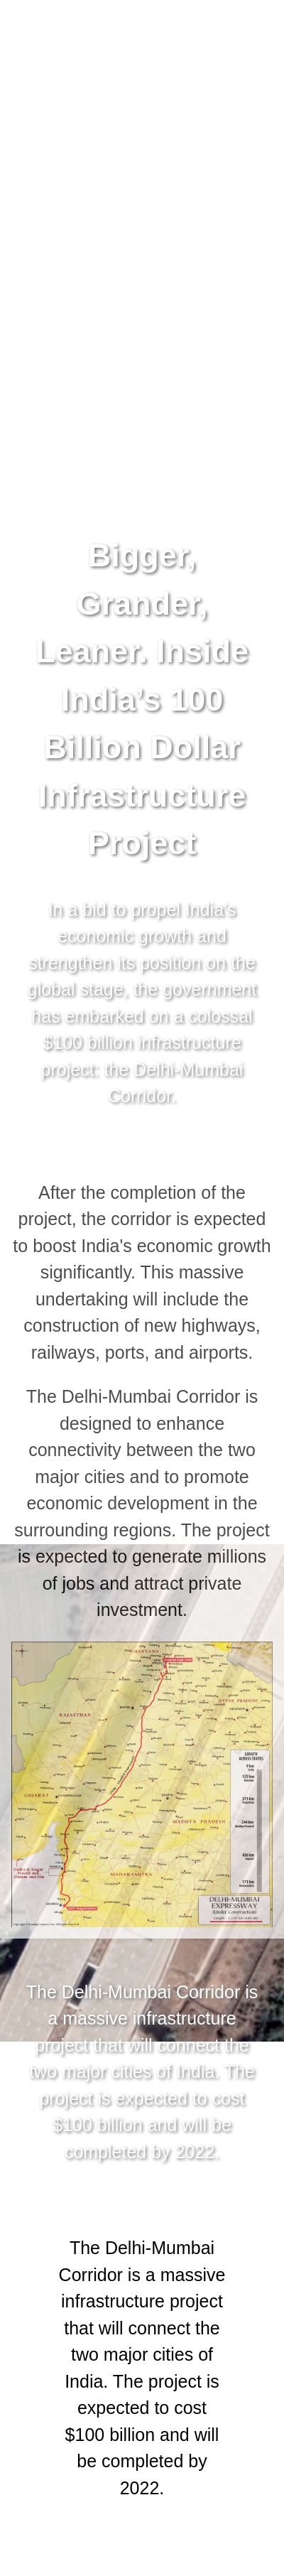 Bigger,
Grander,
Leaner. Inside
India's 100
Billion Dollar
Infrastructure
Project
In a bid to propel India's
economic growth and
strengthen its position on the
global stage, the government
has embarked on a colossal
$100 billion infrastructure
project: the Delhi-Mumbai
Corridor.
After the completion of the
project, the corridor is expected
to boost India's economic growth
significantly. This massive
undertaking will include the
construction of new highways,
railways, ports, and airports.
The Delhi-Mumbai Corridor is
designed to enhance
connectivity between the two
major cities and to promote
economic development in the
surrounding regions. The project
is expected to generate millions
of jobs and attract private
investment.
HARYANA
UTTAR PRADESH
RAJASTHAN
LENGTH
ACROSS STATES
GUJARAT
MADHYA PRADESH
MAHARASHTRA
DELHI-MUMBAI
EXPRESSWAY
(Under Construction)
The Delhi-Mumbai Corridor is
a massive infrastructure
project that will connect the
two major cities of India. The
project is expected to cost
$100 billion and will be
completed by 2022.
The Delhi-Mumbai
Corridor is a massive
infrastructure project
that will connect the
two major cities of
India. The project is
expected to cost
$100 billion and will
be completed by
2022.